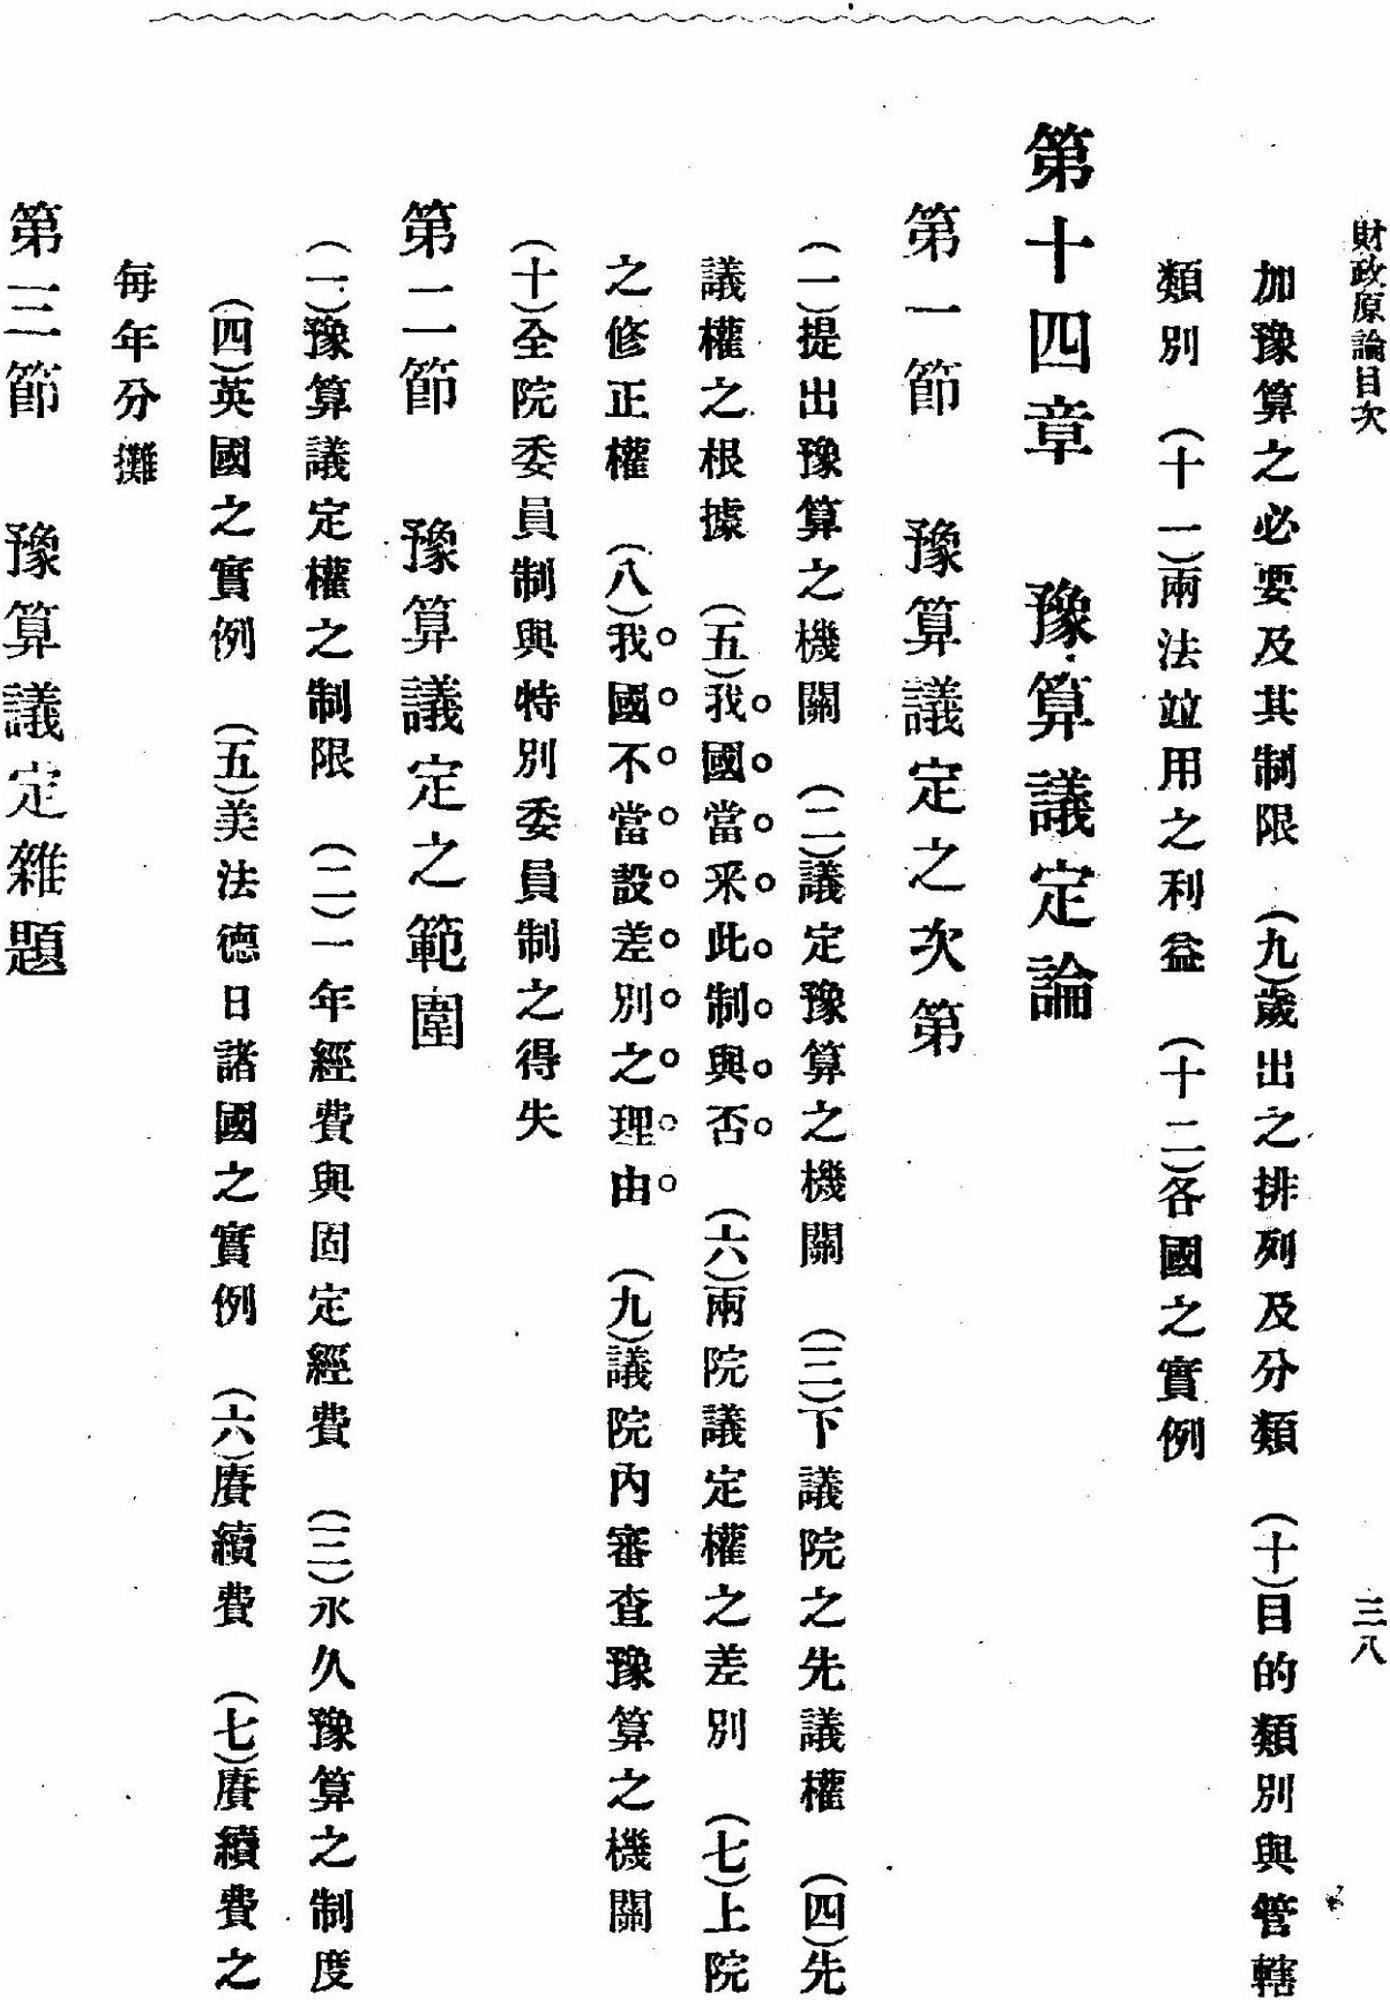 財政原論目次
三八
加豫算之必要及其制限　(九)歲出之排列及分類　(十)目的類別與管轄
類別　(十一)兩法竝用之利益　(十二)各國之實例
第十四章　豫算議定論
第一節　豫算議定之次第
(一)提出豫算之機關　(二)議定豫算之機關　(三)下議院之先議權　(四)先
議權之根據　(五)我國當采此制與否　(六)兩院議定權之差別　(七)上院
之修正權　(八)我國不當設差別之理由　(九)議院內審查豫算之機關
(十)全院委員制與特別委員制之得失
第二節　豫算議定之範圍
(一)豫算議定權之制限　(二)一年經費與固定經費　(三)永久豫算之制度
(四)英國之實例　(五)美法德日諸國之實例　(六)賡續費　(七)賡續費之
每年分攤
第三節　豫算議定雜題